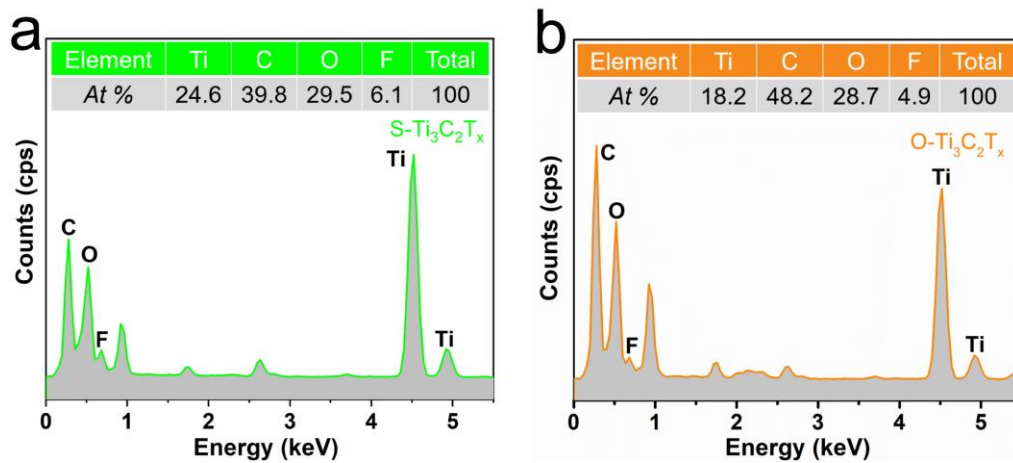 a
Element Ti C O F Total
At % 24.6 39.8 29.5 6.1 100
S-Ti₃C₂Tₓ
Ti
C
O
F
Ti
Counts (cps)
0 1 2 3 4 5
Energy (keV)
b
Element Ti C O F Total
At % 18.2 48.2 28.7 4.9 100
O-Ti₃C₂Tₓ
C
Ti
O
F
Ti
Counts (cps)
0 1 2 3 4 5
Energy (keV)